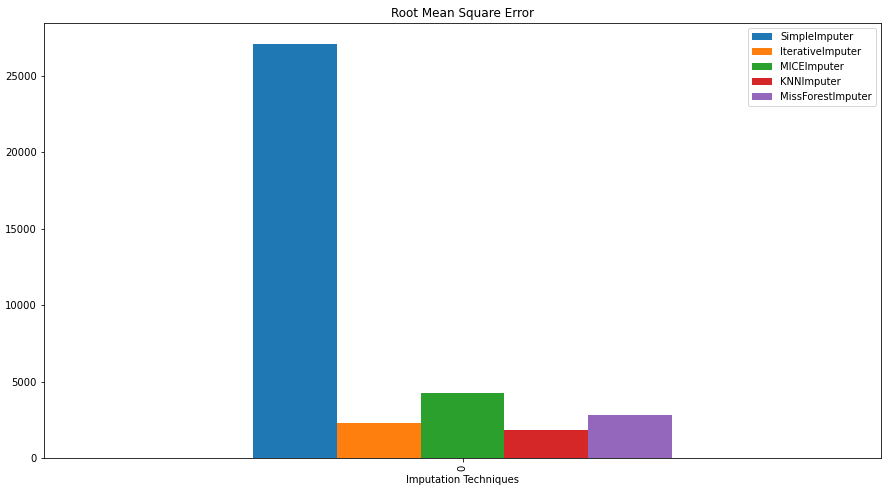 Root Mean Square Error
SimpleImputer
IterativeImputer
MICEImputer
KNNImputer
MissForestImputer
25000
20000
15000
10000
5000
0
0
Imputation Techniques